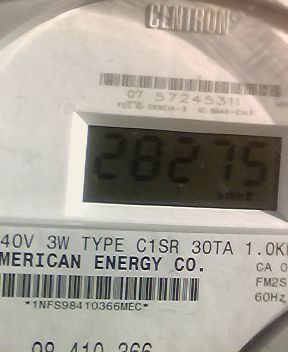 CENTRON
07 57245311
28275
40V 3W TYPE C1SR 30TA 1.0K
MERICAN ENERGY CO.
CA 0
FM2S
60Hz
*1NFS98410366MEC*
98 410 366